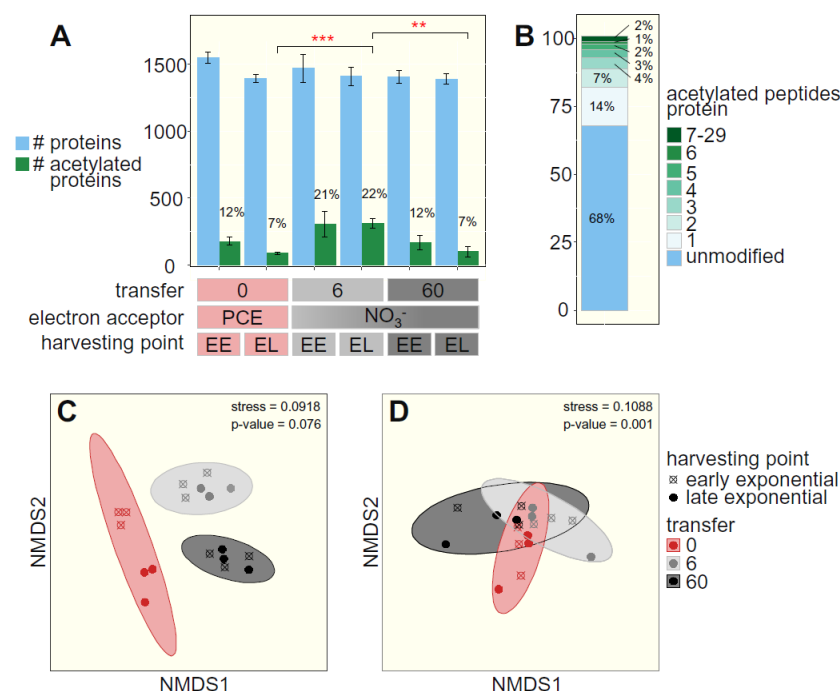 A
***
**
1500
1000
500
0
# proteins
# acetylated
proteins
12%
7%
21%
22%
12%
7%
transfer
0
6
60
electron acceptor
PCE
NO3-
harvesting point
EE
EL
EE
EL
EE
EL
B
100
75
50
25
0
2%
1%
2%
3%
4%
7%
14%
68%
acetylated peptides
protein
7-29
6
5
4
3
2
1
unmodified
C
stress = 0.0918
p-value = 0.076
NMDS2
NMDS1
D
stress = 0.1088
p-value = 0.001
NMDS2
NMDS1
harvesting point
early exponential
late exponential
transfer
0
6
60